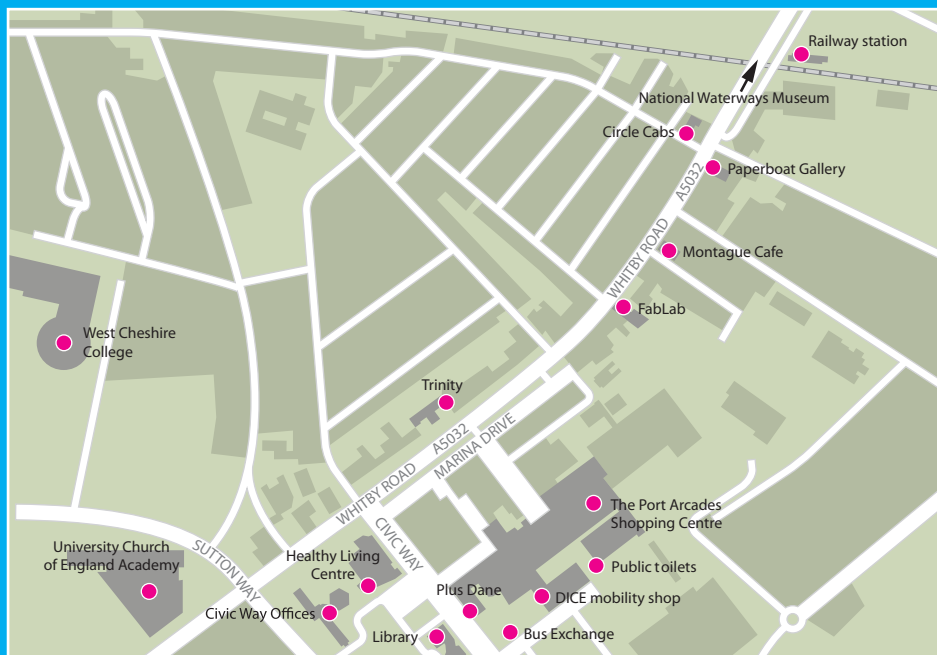 Railway station
National Waterways Museum
Circle Cabs
Paperboat Gallery
WHITBY ROAD A5032
Montague Cafe
FabLab
West Cheshire
College
Trinity
WHITBY ROAD A5032
MARINA DRIVE
The Port Arcades
Shopping Centre
CIVIC WAY
University Church
of England Academy
SUTTON WAY
Healthy Living
Centre
Public toilets
Plus Dane
DICE mobility shop
Civic Way Offices
Library
Bus Exchange